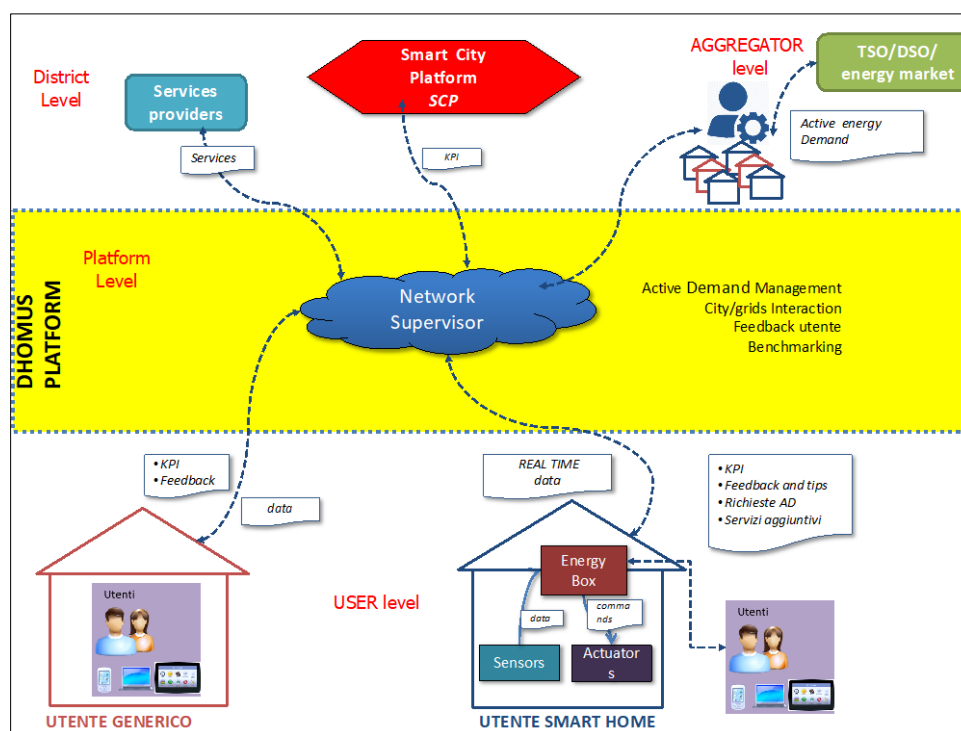 District
Level
Services
providers
Smart City
Platform
SCP
AGGREGATOR
level
TSO/DSO/
energy market
Services
KPI
Active energy
Demand
Platform
Level
DHOMUS
PLATFORM
Network
Supervisor
Active Demand Management
City/grids Interaction
Feedback utente
Benchmarking
• KPI
• Feedback
data
REAL TIME
data
• KPI
• Feedback and tips
• Richieste AD
• Servizi aggiuntivi
USER level
Utenti
Energy
Box
data
comma
nds
Sensors
Actuator
s
Utenti
UTENTE GENERICO
UTENTE SMART HOME